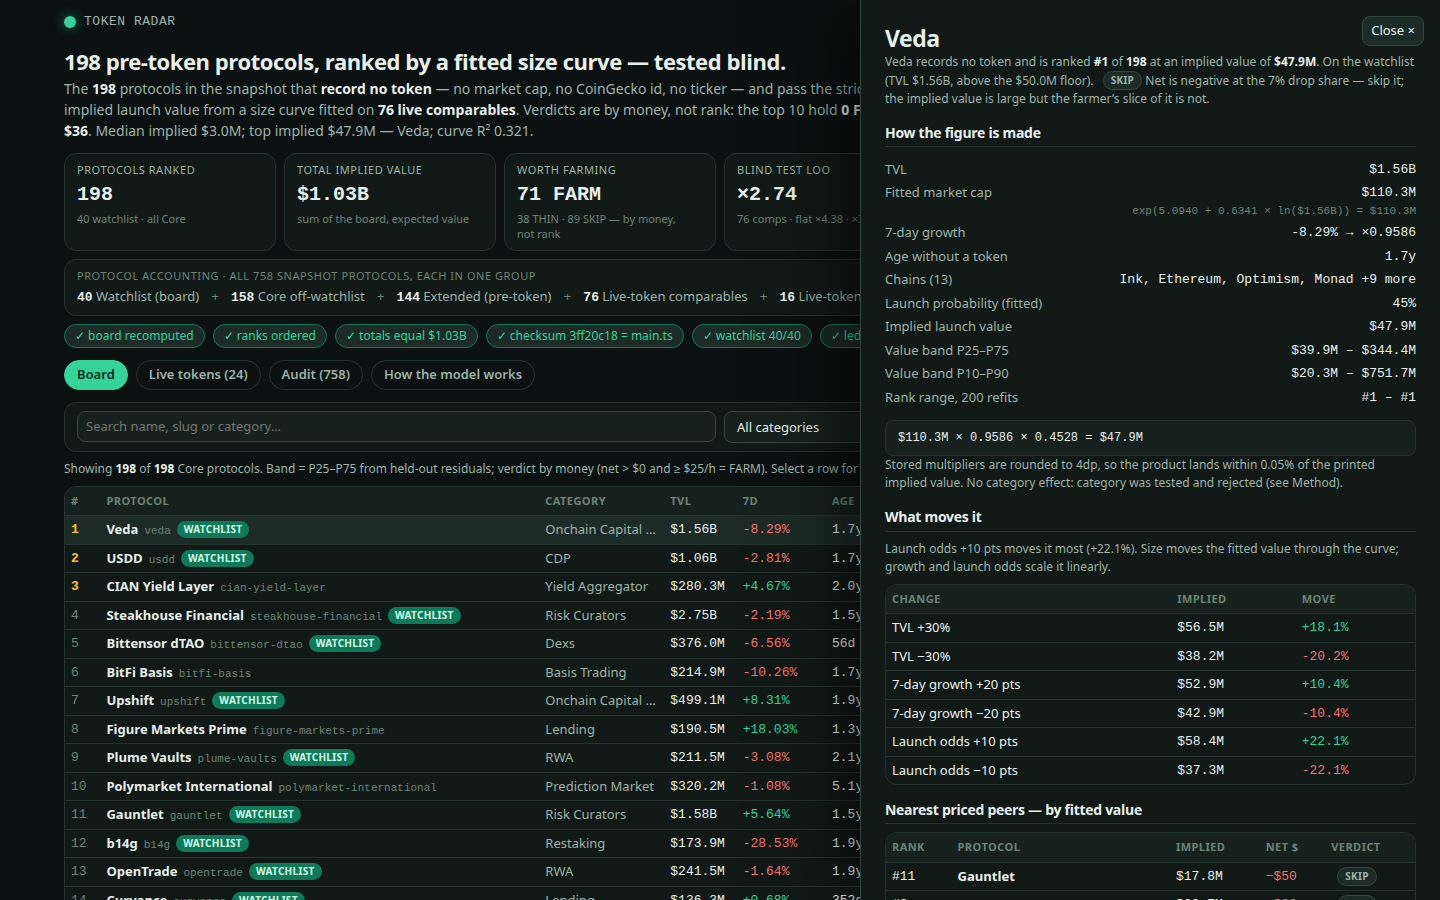 TOKEN RADAR
198 pre-token protocols, ranked by a fitted size curve — tested blind.
The 198 protocols in the snapshot that record no token — no market cap, no CoinGecko id, no ticker — and pass the stric
implied launch value from a size curve fitted on 76 live comparables. Verdicts are by money, not rank: the top 10 hold 0 F
$36. Median implied $3.0M; top implied $47.9M — Veda; curve R² 0.321.
PROTOCOLS RANKED
198
40 watchlist · all Core
TOTAL IMPLIED VALUE
$1.03B
sum of the board, expected value
WORTH FARMING
71 FARM
38 THIN · 89 SKIP — by money,
not rank
BLIND TEST LOO
×2.74
76 comps · flat ×4.38 · ×
PROTOCOL ACCOUNTING · ALL 758 SNAPSHOT PROTOCOLS, EACH IN ONE GROUP
40 Watchlist (board) + 158 Core off-watchlist + 144 Extended (pre-token) + 76 Live-token comparables + 16 Live-token
✓ board recomputed ✓ ranks ordered ✓ totals equal $1.03B ✓ checksum 3ff20c18 = main.ts ✓ watchlist 40/40 ✓ led
Board Live tokens (24) Audit (758) How the model works
Search name, slug or category... All categories
Showing 198 of 198 Core protocols. Band = P25–P75 from held-out residuals; verdict by money (net > $0 and ≥ $25/h = FARM). Select a row for
# PROTOCOL CATEGORY TVL 7D AGE
1 Veda veda WATCHLIST Onchain Capital ... $1.56B -8.29% 1.7y
2 USDD usdd WATCHLIST CDP $1.06B -2.81% 1.7y
3 CIAN Yield Layer cian-yield-layer Yield Aggregator $280.3M +4.67% 2.0y
4 Steakhouse Financial steakhouse-financial WATCHLIST Risk Curators $2.75B -2.19% 1.5y
5 Bittensor dTAO bittensor-dtao WATCHLIST Dexs $376.0M -6.56% 56d
6 BitFi Basis bitfi-basis Basis Trading $214.9M -10.26% 1.7y
7 Upshift upshift WATCHLIST Onchain Capital ... $499.1M +8.31% 1.9y
8 Figure Markets Prime figure-markets-prime Lending $190.5M +18.03% 1.3y
9 Plume Vaults plume-vaults WATCHLIST RWA $211.5M -3.08% 2.1y
10 Polymarket International polymarket-international Prediction Market $320.2M -1.08% 5.1y
11 Gauntlet gauntlet WATCHLIST Risk Curators $1.58B +5.64% 1.5y
12 b14g b14g WATCHLIST Restaking $173.9M -28.53% 1.9y
13 OpenTrade opentrade WATCHLIST RWA $241.5M -1.64% 1.9y
14 Curvance curvance WATCHLIST Lending $136.3M +0.68% 352d
Close ×
Veda
Veda records no token and is ranked #1 of 198 at an implied value of $47.9M. On the watchlist
(TVL $1.56B, above the $50.0M floor). SKIP Net is negative at the 7% drop share — skip it;
the implied value is large but the farmer's slice of it is not.
How the figure is made
TVL $1.56B
Fitted market cap $110.3M
exp(5.0940 + 0.6341 × ln($1.56B)) = $110.3M
7-day growth -8.29% → ×0.9586
Age without a token 1.7y
Chains (13) Ink, Ethereum, Optimism, Monad +9 more
Launch probability (fitted) 45%
Implied launch value $47.9M
Value band P25–P75 $39.9M – $344.4M
Value band P10–P90 $20.3M – $751.7M
Rank range, 200 refits #1 – #1
$110.3M × 0.9586 × 0.4528 = $47.9M
Stored multipliers are rounded to 4dp, so the product lands within 0.05% of the printed
implied value. No category effect: category was tested and rejected (see Method).
What moves it
Launch odds +10 pts moves it most (+22.1%). Size moves the fitted value through the curve;
growth and launch odds scale it linearly.
CHANGE IMPLIED MOVE
TVL +30% $56.5M +18.1%
TVL −30% $38.2M -20.2%
7-day growth +20 pts $52.9M +10.4%
7-day growth −20 pts $42.9M -10.4%
Launch odds +10 pts $58.4M +22.1%
Launch odds −10 pts $37.3M -22.1%
Nearest priced peers — by fitted value
RANK PROTOCOL IMPLIED NET $ VERDICT
#11 Gauntlet $17.8M −$50 SKIP